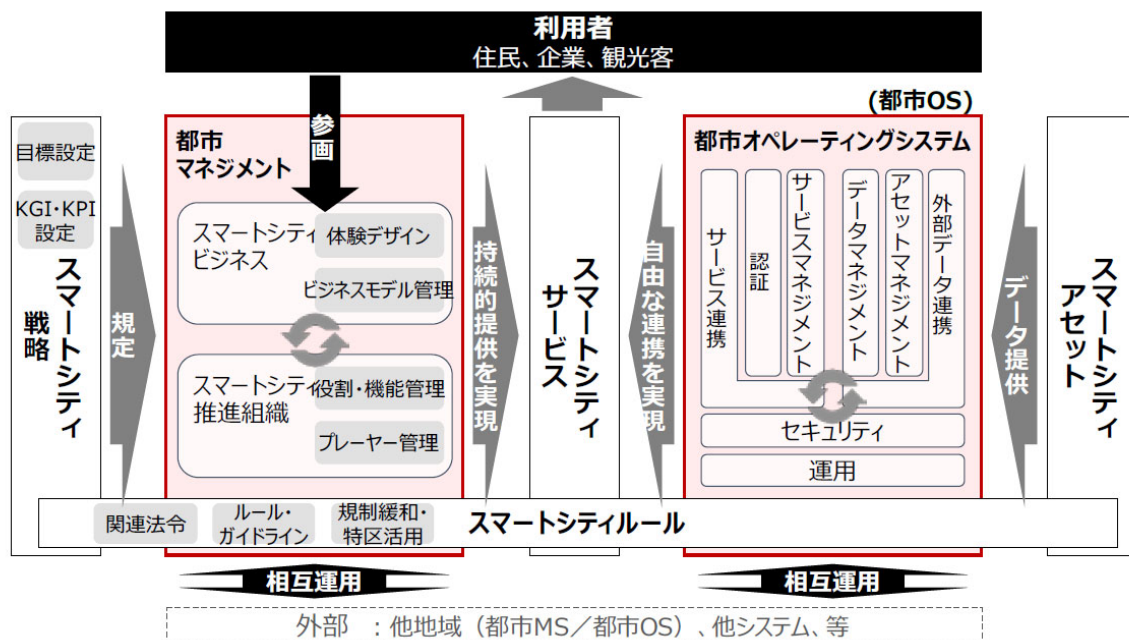 利用者
住民、企業、観光客
(都市OS)
参画
目標設定
KGI・KPI
設定
スマートシティ
戦略
規定
都市
マネジメント
スマートシティ
ビジネス
体験デザイン
ビジネスモデル管理
スマートシティ
推進組織
役割・機能管理
プレーヤー管理
持続的提供を実現
スマートシティ
サービス
自由な連携を実現
都市オペレーティングシステム
サービス連携
認証
サービスマネジメント
データマネジメント
アセットマネジメント
外部データ連携
セキュリティ
運用
データ提供
スマートシティ
アセット
関連法令
ルール・
ガイドライン
規制緩和・
特区活用
スマートシティルール
相互運用
相互運用
外部 ：他地域（都市MS／都市OS）、他システム、等